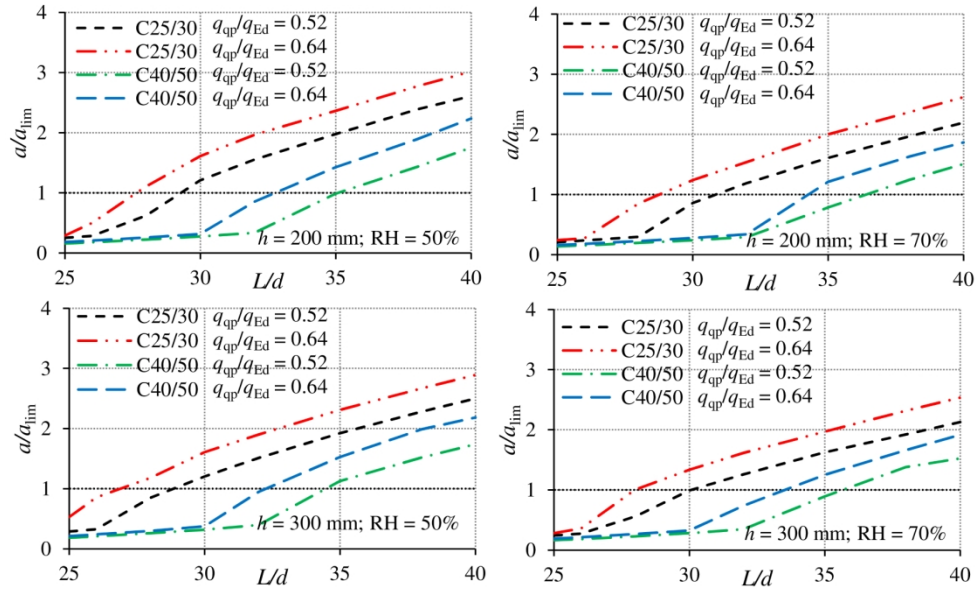 4
3
2
1
0
a/a_lim
C25/30 q_qp/q_Ed = 0.52
C25/30 q_qp/q_Ed = 0.64
C40/50 q_qp/q_Ed = 0.52
C40/50 q_qp/q_Ed = 0.64
h = 200 mm; RH = 50%
25 30 35 40
L/d
4
3
2
1
0
a/a_lim
C25/30 q_qp/q_Ed = 0.52
C25/30 q_qp/q_Ed = 0.64
C40/50 q_qp/q_Ed = 0.52
C40/50 q_qp/q_Ed = 0.64
h = 200 mm; RH = 70%
25 30 35 40
L/d
4
3
2
1
0
a/a_lim
C25/30 q_qp/q_Ed = 0.52
C25/30 q_qp/q_Ed = 0.64
C40/50 q_qp/q_Ed = 0.52
C40/50 q_qp/q_Ed = 0.64
h = 300 mm; RH = 50%
25 30 35 40
L/d
4
3
2
1
0
a/a_lim
C25/30 q_qp/q_Ed = 0.52
C25/30 q_qp/q_Ed = 0.64
C40/50 q_qp/q_Ed = 0.52
C40/50 q_qp/q_Ed = 0.64
h = 300 mm; RH = 70%
25 30 35 40
L/d